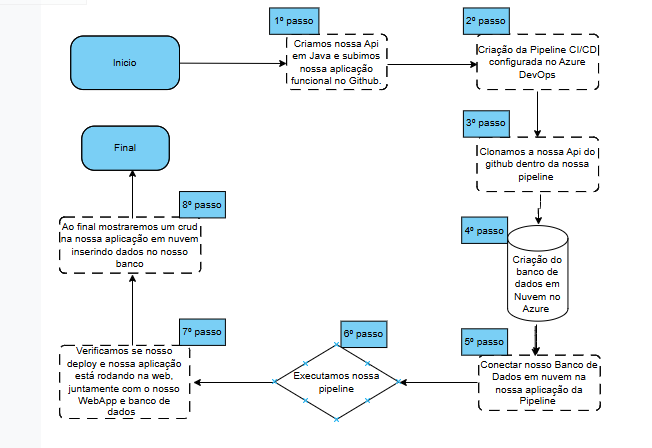 Inicio
1º passo
Criamos nossa Api
em Java e subimos
nossa aplicação
funcional no Github.
2º passo
Criação da Pipeline CI/CD
configurada no Azure
DevOps
3º passo
Clonamos a nossa Api do
github dentro da nossa
pipeline
4º passo
Criação do
banco de
dados em
Nuvem no
Azure
5º passo
Conectar nosso Banco de
Dados em nuvem na
nossa aplicação da
Pipeline
6º passo
Executamos nossa
pipeline
7º passo
Verificamos se nosso
deploy e nossa aplicação
está rodando na web,
juntamente com o nosso
WebApp e banco de
dados
8º passo
Ao final mostraremos um crud
na nossa aplicação em nuvem
inserindo dados no nosso
banco
Final